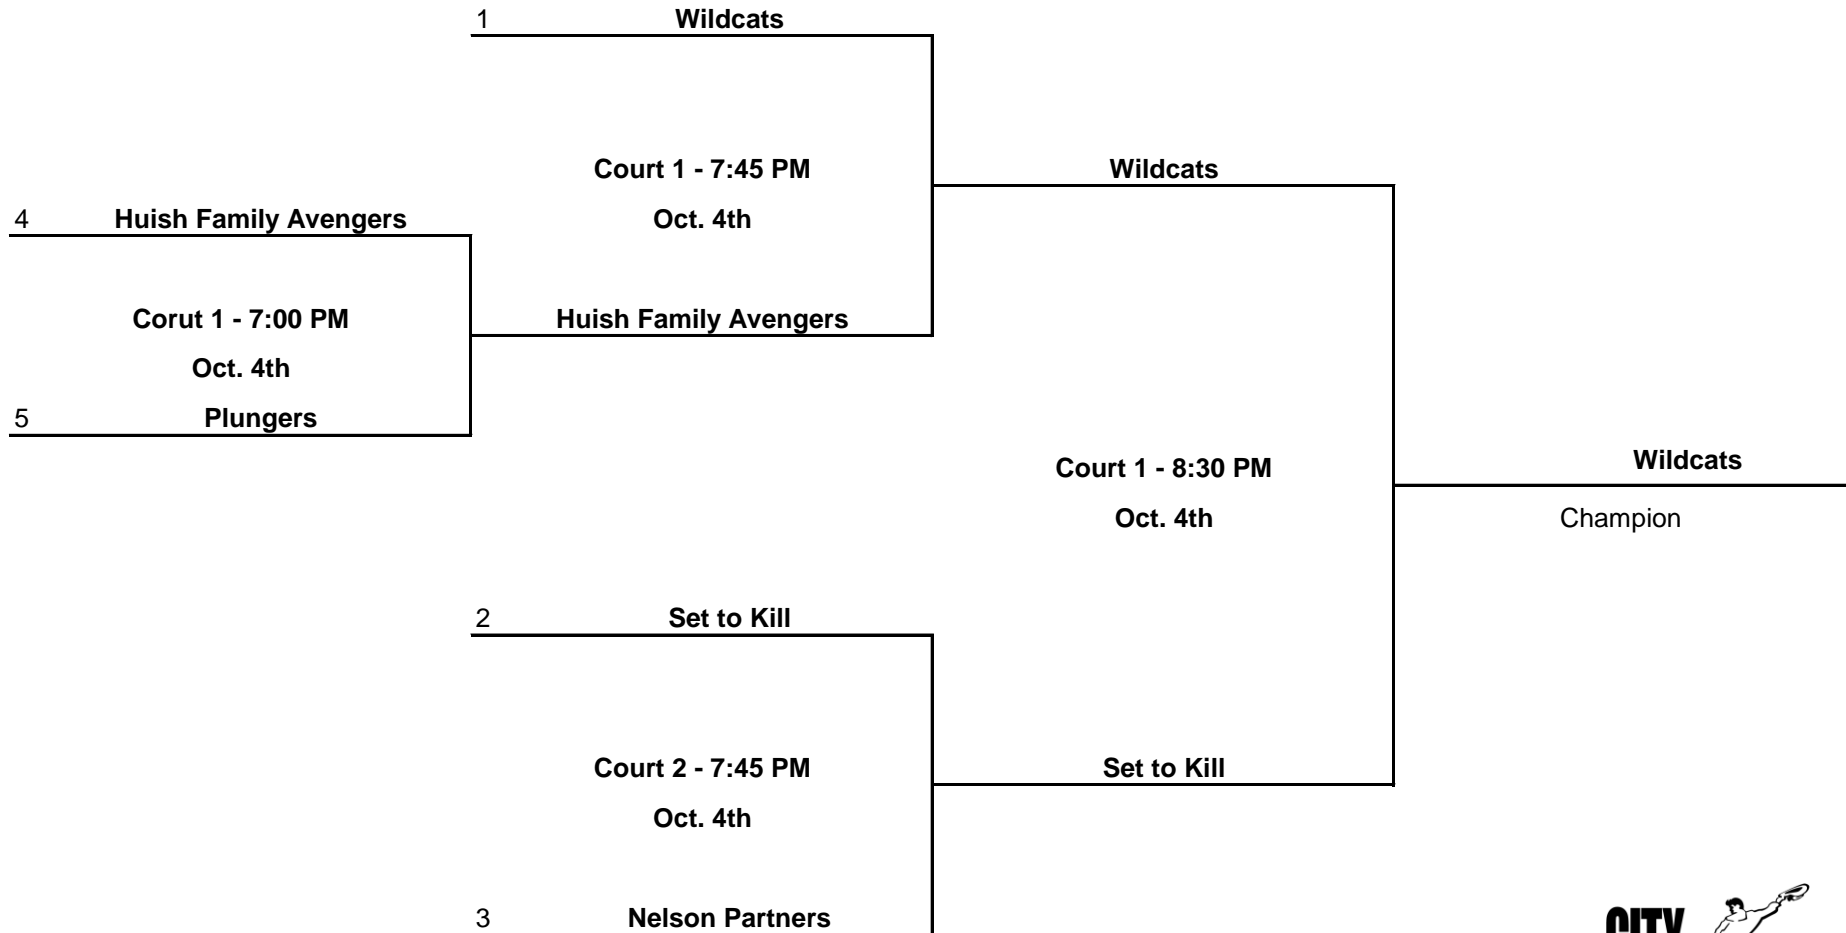 1 Wildcats
Court 1 - 7:45 PM
Wildcats
4 Huish Family Avengers
Oct. 4th
Corut 1 - 7:00 PM
Huish Family Avengers
Oct. 4th
5 Plungers
Court 1 - 8:30 PM
Wildcats
Oct. 4th
Champion
2 Set to Kill
Court 2 - 7:45 PM
Set to Kill
Oct. 4th
3 Nelson Partners
CITY